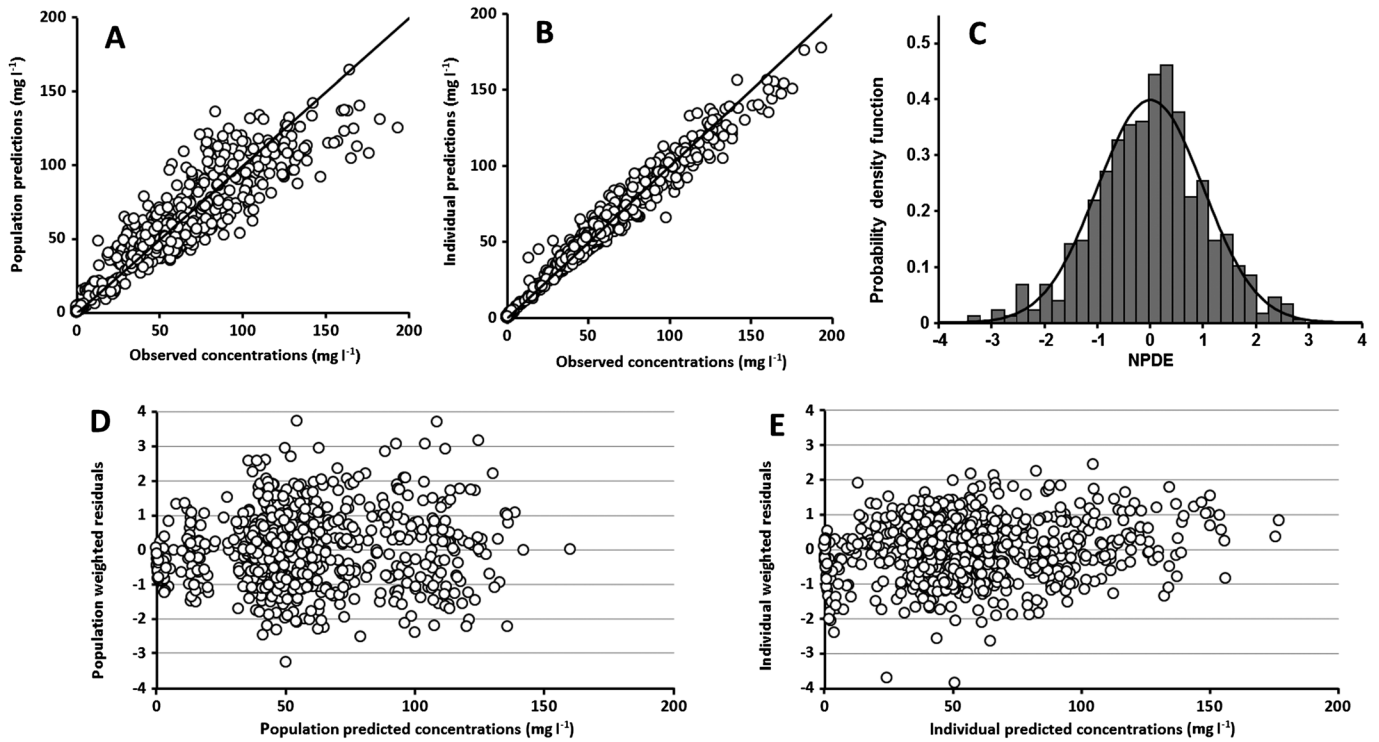 A
Population predictions (mg l⁻¹)
200
150
100
50
0
0 50 100 150 200
Observed concentrations (mg l⁻¹)
B
Individual predictions (mg l⁻¹)
200
150
100
50
0
0 50 100 150 200
Observed concentrations (mg l⁻¹)
C
Probability density function
0.5
0.4
0.3
0.2
0.1
0
-4 -3 -2 -1 0 1 2 3 4
NPDE
D
Population weighted residuals
4
3
2
1
0
-1
-2
-3
-4
0 50 100 150 200
Population predicted concentrations (mg l⁻¹)
E
Individual weighted residuals
4
3
2
1
0
-1
-2
-3
-4
0 50 100 150 200
Individual predicted concentrations (mg l⁻¹)